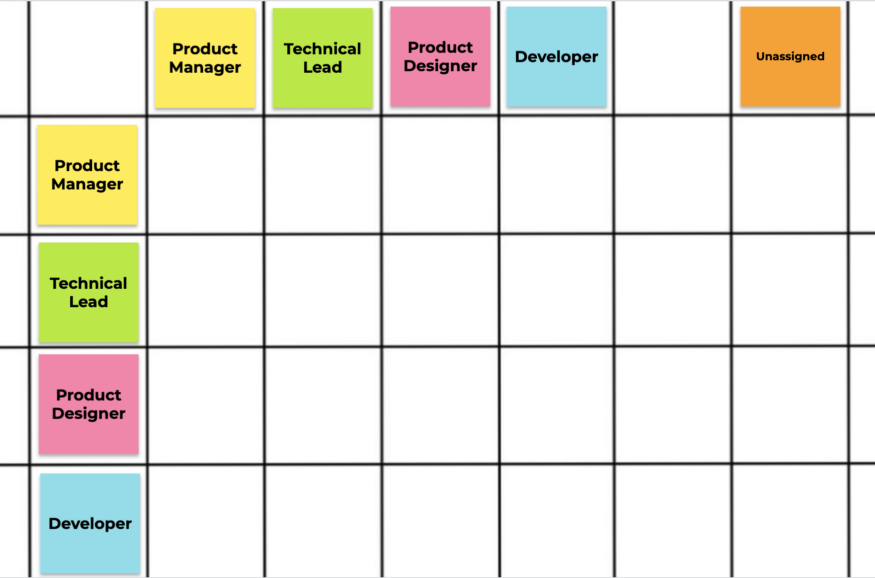 Product
Manager
Technical
Lead
Product
Designer
Developer
Unassigned
Product
Manager
Technical
Lead
Product
Designer
Developer